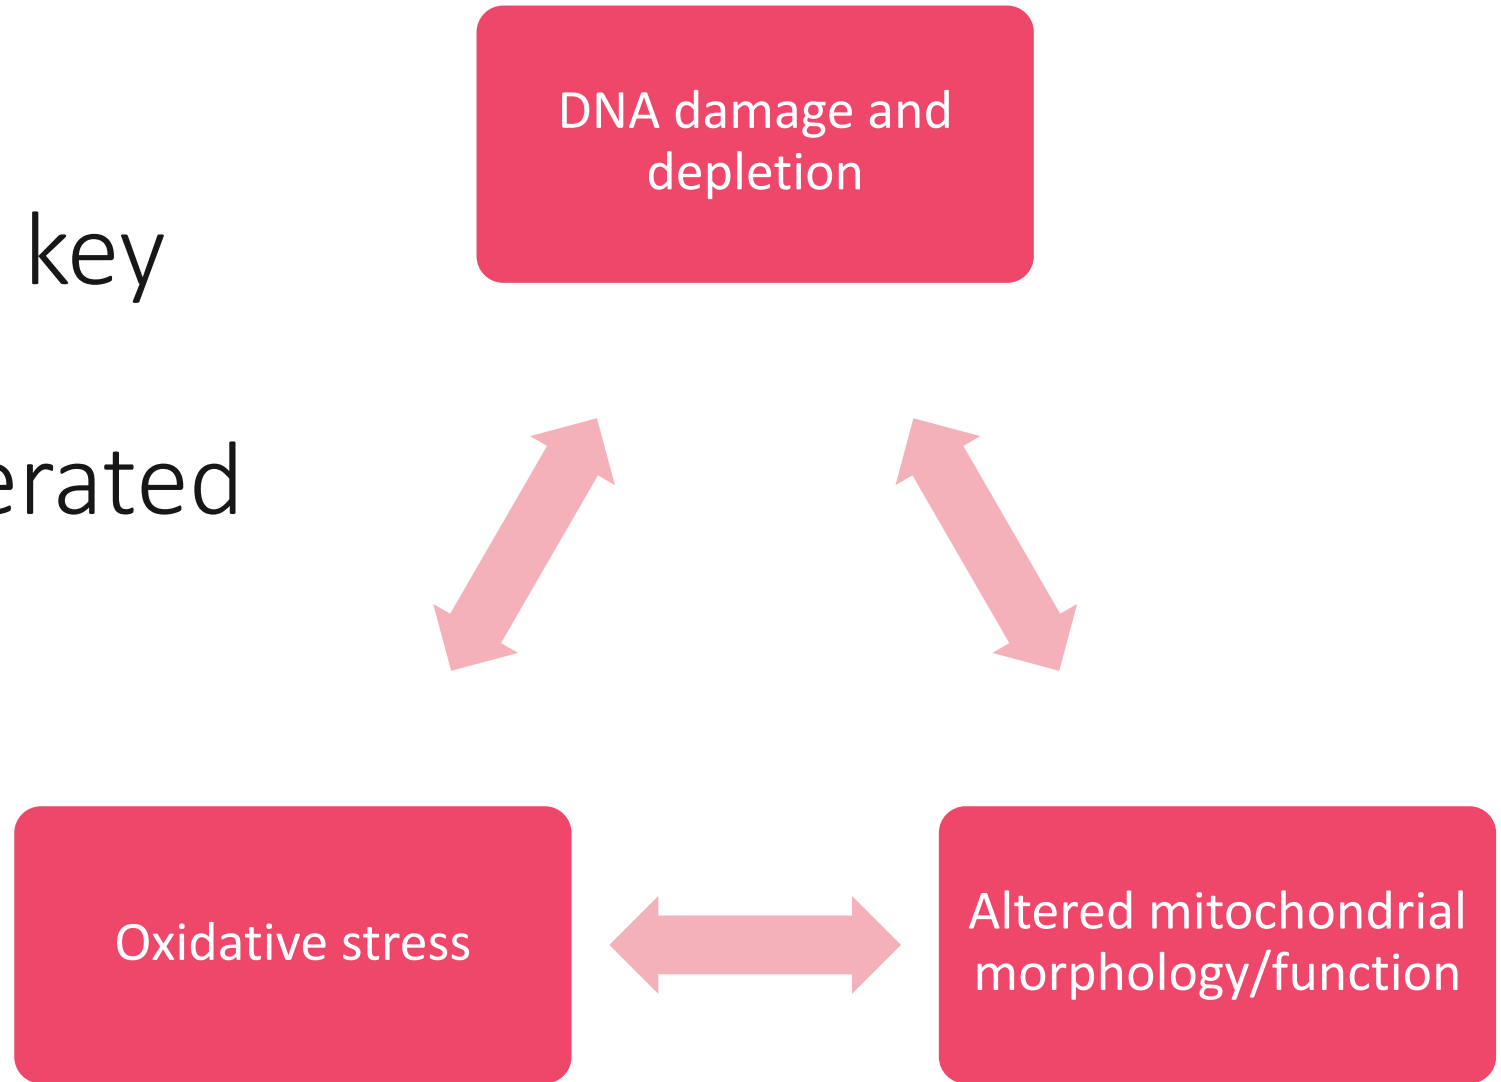 DNA damage and
depletion
key
erated
Oxidative stress
Altered mitochondrial
morphology/function